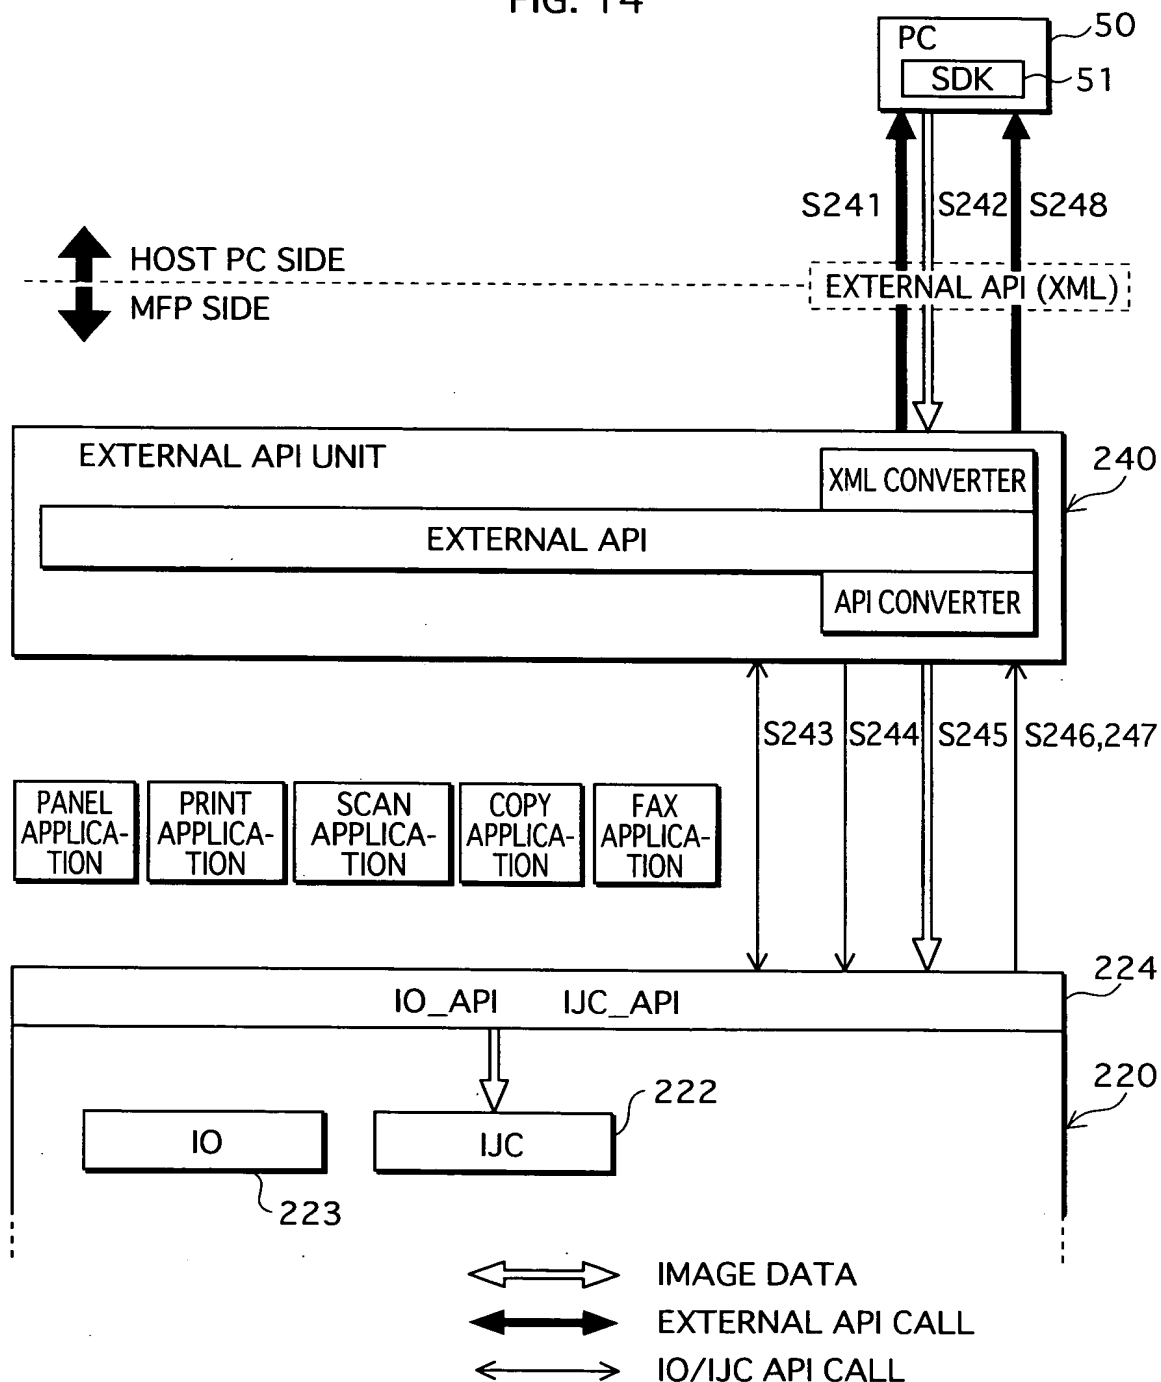 FIG. 14
PC
50
SDK
51
S241
S242
S248
HOST PC SIDE
EXTERNAL API (XML)
MFP SIDE
EXTERNAL API UNIT
240
XML CONVERTER
EXTERNAL API
API CONVERTER
S243
S244
S245
S246,247
PANEL
APPLICA-
TION
PRINT
APPLICA-
TION
SCAN
APPLICA-
TION
COPY
APPLICA-
TION
FAX
APPLICA-
TION
224
IO_API IJC_API
220
222
IO
IJC
223
IMAGE DATA
EXTERNAL API CALL
IO/IJC API CALL